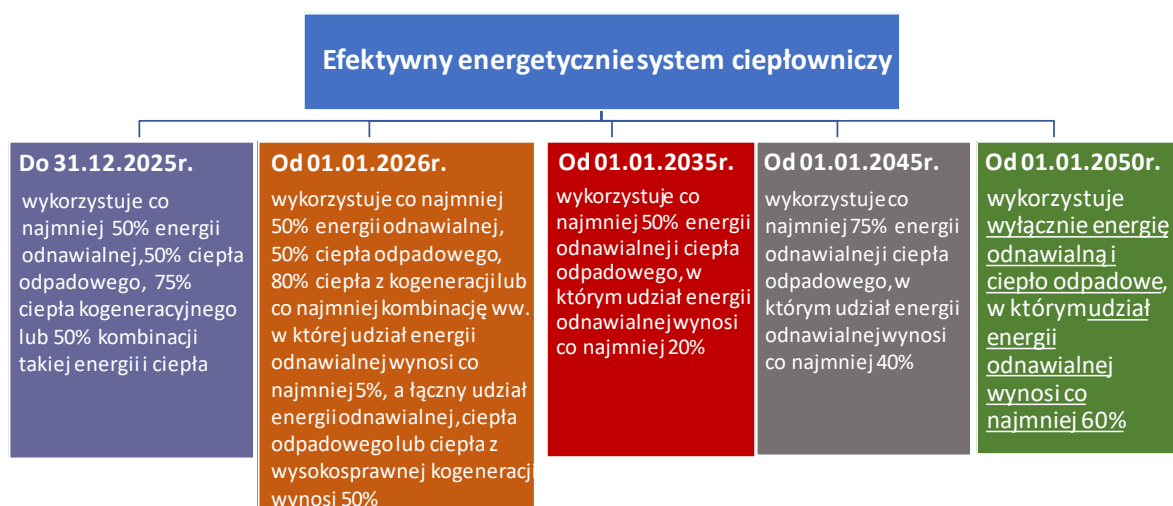 Efektywny energetycznie system ciepłowniczy
Do 31.12.2025r.
wykorzystuje co
najmniej 50% energii
odnawialnej,50% ciepła
odpadowego, 75%
ciepła kogeneracyjnego
lub 50% kombinacji
takiej energii i ciepła
Od 01.01.2026r.
wykorzystuje co najmniej
50% energii odnawialnej,
50% ciepła odpadowego,
80% ciepła z kogeneracji lub
co najmniej kombinację ww.
w której udział energii
odnawialnej wynosi co
najmniej 5%, a łączny udział
energii odnawialnej, ciepła
odpadowego lub ciepła z
wysokosprawnej kogeneracji
wynosi 50%
Od 01.01.2035r.
wykorzystuje co
najmniej 50% energii
odnawialnej i ciepła
odpadowego, w
którym udział energii
odnawialnej wynosi
co najmniej 20%
Od 01.01.2045r.
wykorzystuje co
najmniej 75% energii
odnawialneji ciepła
odpadowego, w
którym udział energii
odnawialnej wynosi
co najmniej 40%
Od 01.01.2050r.
wykorzystuje
wyłącznie energię
odnawialną i
ciepło odpadowe,
w którym udział
energii
odnawialnej
wynosi co
najmniej 60%